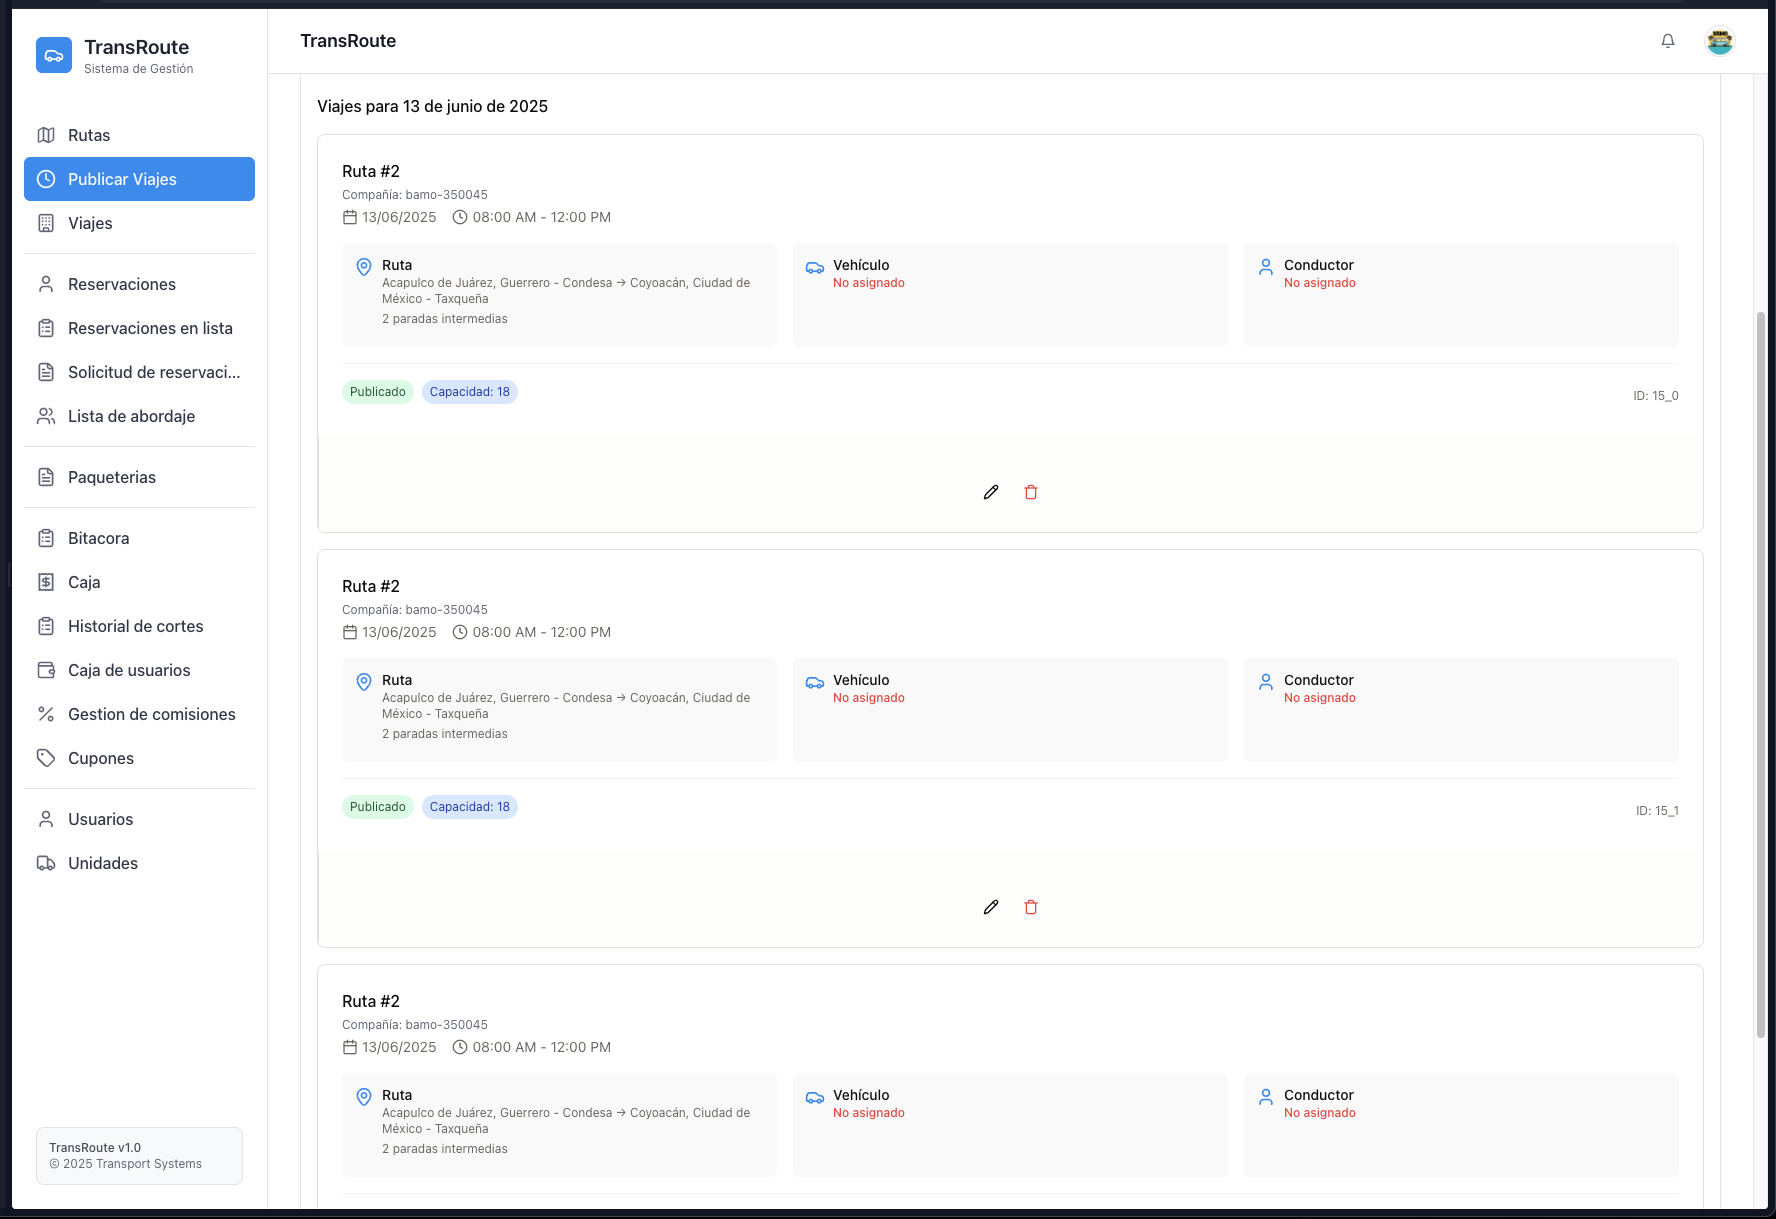 TransRoute
Sistema de Gestión
Rutas
Publicar Viajes
Viajes
Reservaciones
Reservaciones en lista
Solicitud de reservaci...
Lista de abordaje
Paqueterias
Bitacora
Caja
Historial de cortes
Caja de usuarios
Gestion de comisiones
Cupones
Usuarios
Unidades
TransRoute v1.0
© 2025 Transport Systems
TransRoute
Viajes para 13 de junio de 2025
Ruta #2
Compañía: bamo-350045
13/06/2025 08:00 AM - 12:00 PM
Ruta
Acapulco de Juárez, Guerrero - Condesa → Coyoacán, Ciudad de
México - Taxqueña
2 paradas intermedias
Vehículo
No asignado
Conductor
No asignado
Publicado Capacidad: 18
ID: 15_0
Ruta #2
Compañía: bamo-350045
13/06/2025 08:00 AM - 12:00 PM
Ruta
Acapulco de Juárez, Guerrero - Condesa → Coyoacán, Ciudad de
México - Taxqueña
2 paradas intermedias
Vehículo
No asignado
Conductor
No asignado
Publicado Capacidad: 18
ID: 15_1
Ruta #2
Compañía: bamo-350045
13/06/2025 08:00 AM - 12:00 PM
Ruta
Acapulco de Juárez, Guerrero - Condesa → Coyoacán, Ciudad de
México - Taxqueña
2 paradas intermedias
Vehículo
No asignado
Conductor
No asignado